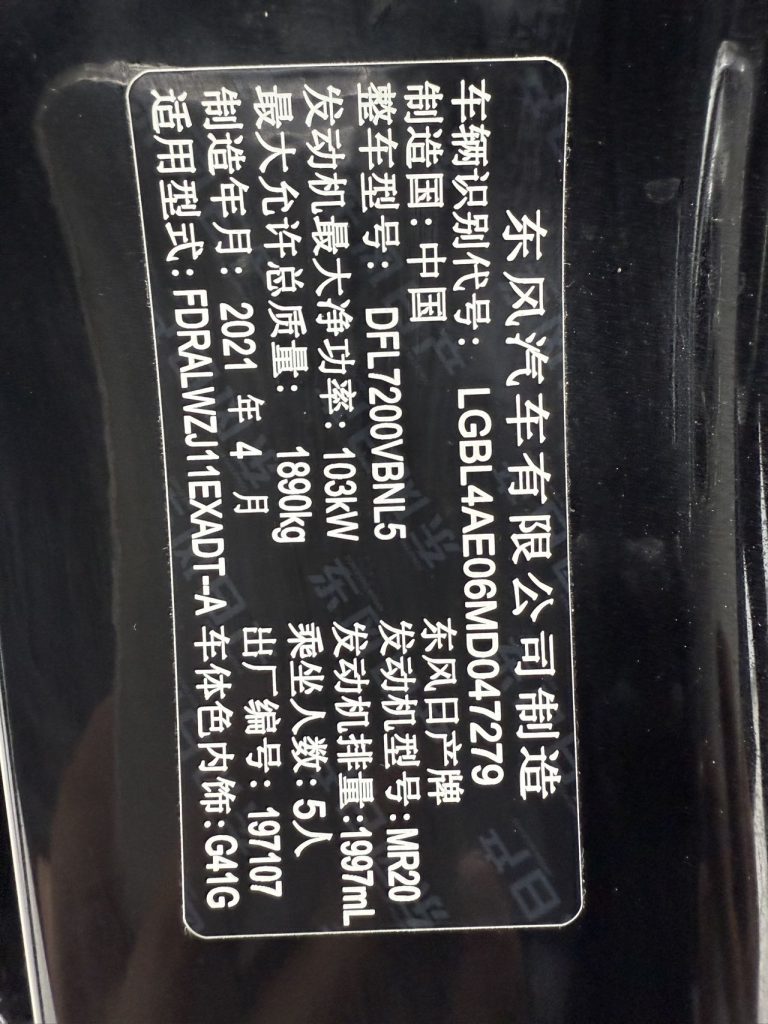 东风汽车有限公司制造
车辆识别代号: LGBL4AE06MD047279
制造国: 中国 东风日产牌
整车型号: DFL7200VBNL5 发动机型号: MR20
发动机最大净功率: 103kW 发动机排量: 1997mL
最大允许总质量: 1890kg 乘坐人数: 5人
制造年月: 2021 年 4 月 出厂编号: 197107
适用型式: FDRALWZJ11EXADT--A 车体色内饰: G41G